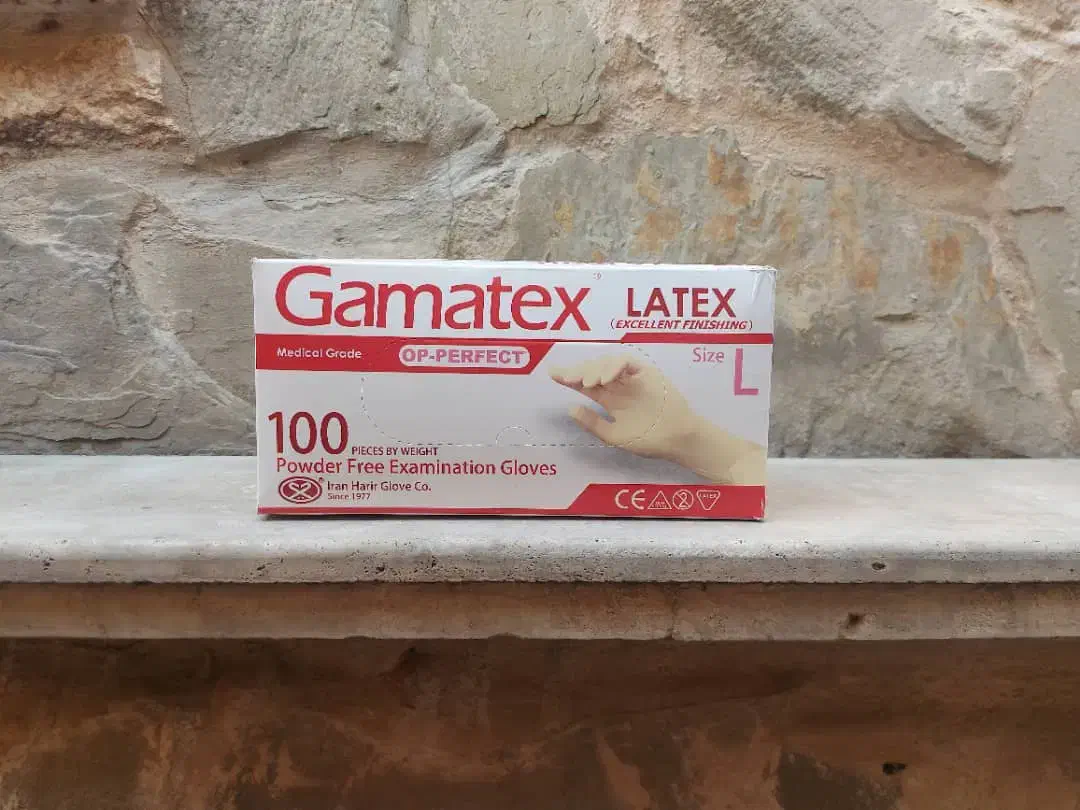 Gamatex
LATEX
(EXCELLENT FINISHING)
Medical Grade
OP-PERFECT
Size L
100 PIECES BY WEIGHT
Powder Free Examination Gloves
Iran Harir Glove Co.
Since 1977
CE
LATEX